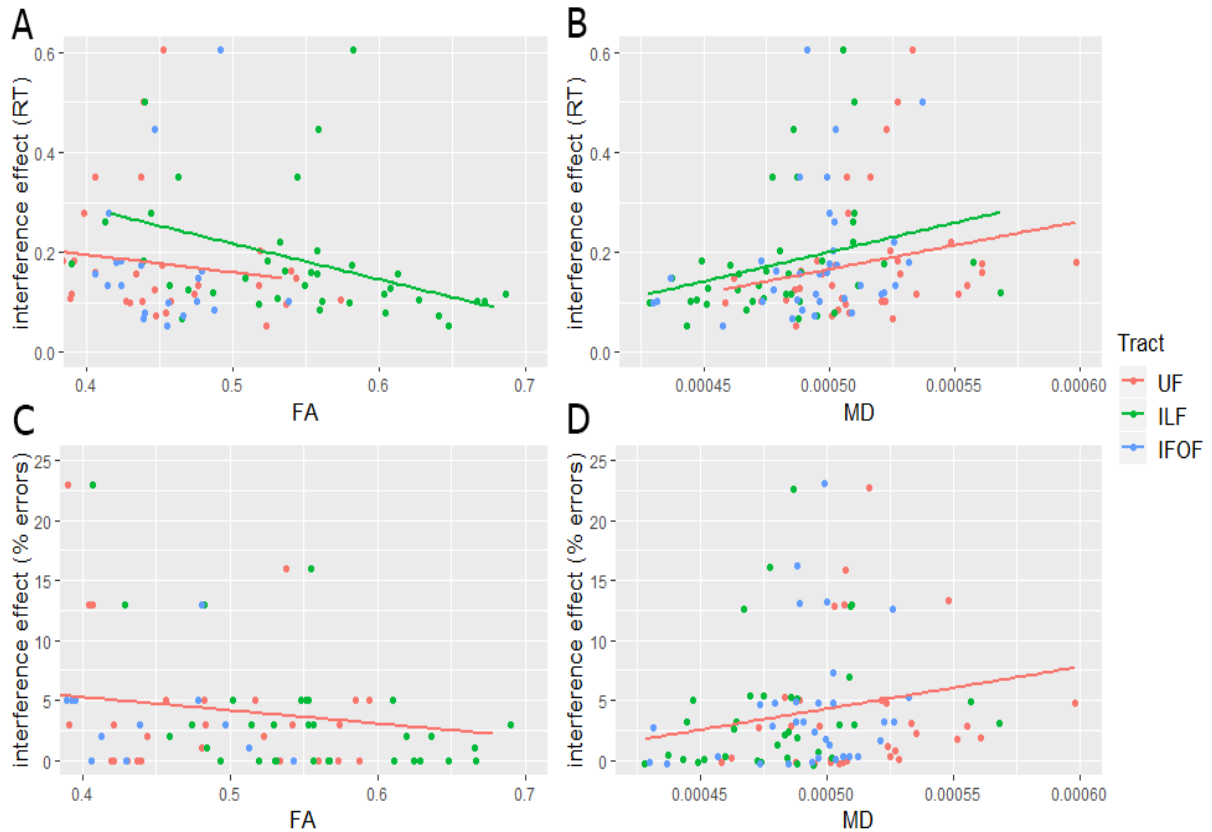 A
B
interference effect (RT)
0.6
0.4
0.2
0.0
0.4 0.5 0.6 0.7
FA
interference effect (RT)
0.6
0.4
0.2
0.0
0.00045 0.00050 0.00055 0.00060
MD
Tract
UF
ILF
IFOF
C
D
interference effect (% errors)
25
20
15
10
5
0
0.4 0.5 0.6 0.7
FA
interference effect (% errors)
25
20
15
10
5
0
0.00045 0.00050 0.00055 0.00060
MD